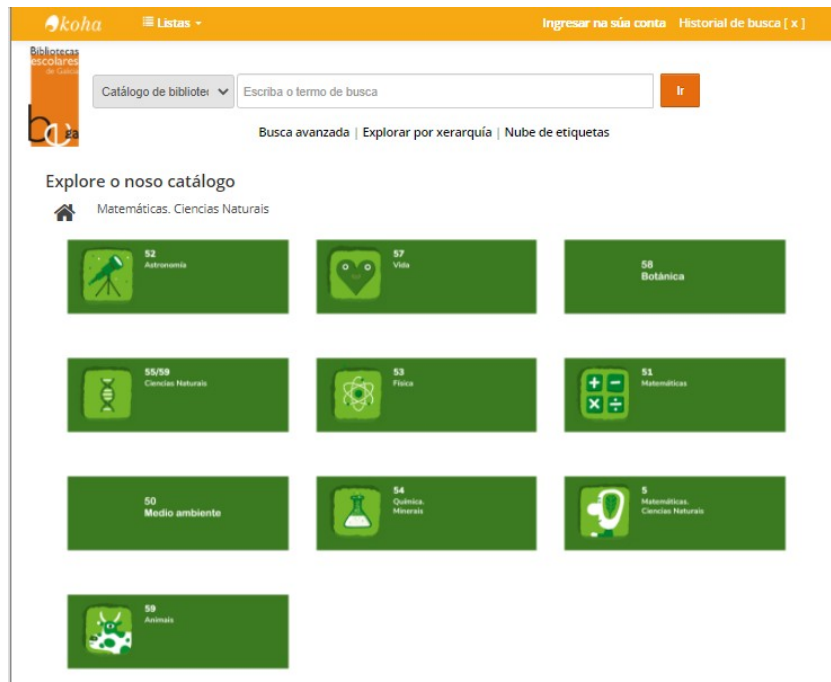 koha
Listas
Ingresar na súa conta
Historial de busca [ x ]
Bibliotecas
escolares
de Galicia
Catálogo de bibliotec
Escriba o termo de busca
Ir
be ga
Busca avanzada | Explorar por xerarquía | Nube de etiquetas
Explore o noso catálogo
Matemáticas. Ciencias Naturais
52
Astronomía
57
Vida
58
Botánica
55/59
Ciencias Naturais
53
Física
51
Matemáticas
50
Medio ambiente
54
Química.
Minerais
5
Matemáticas.
Ciencias Naturais
59
Animais